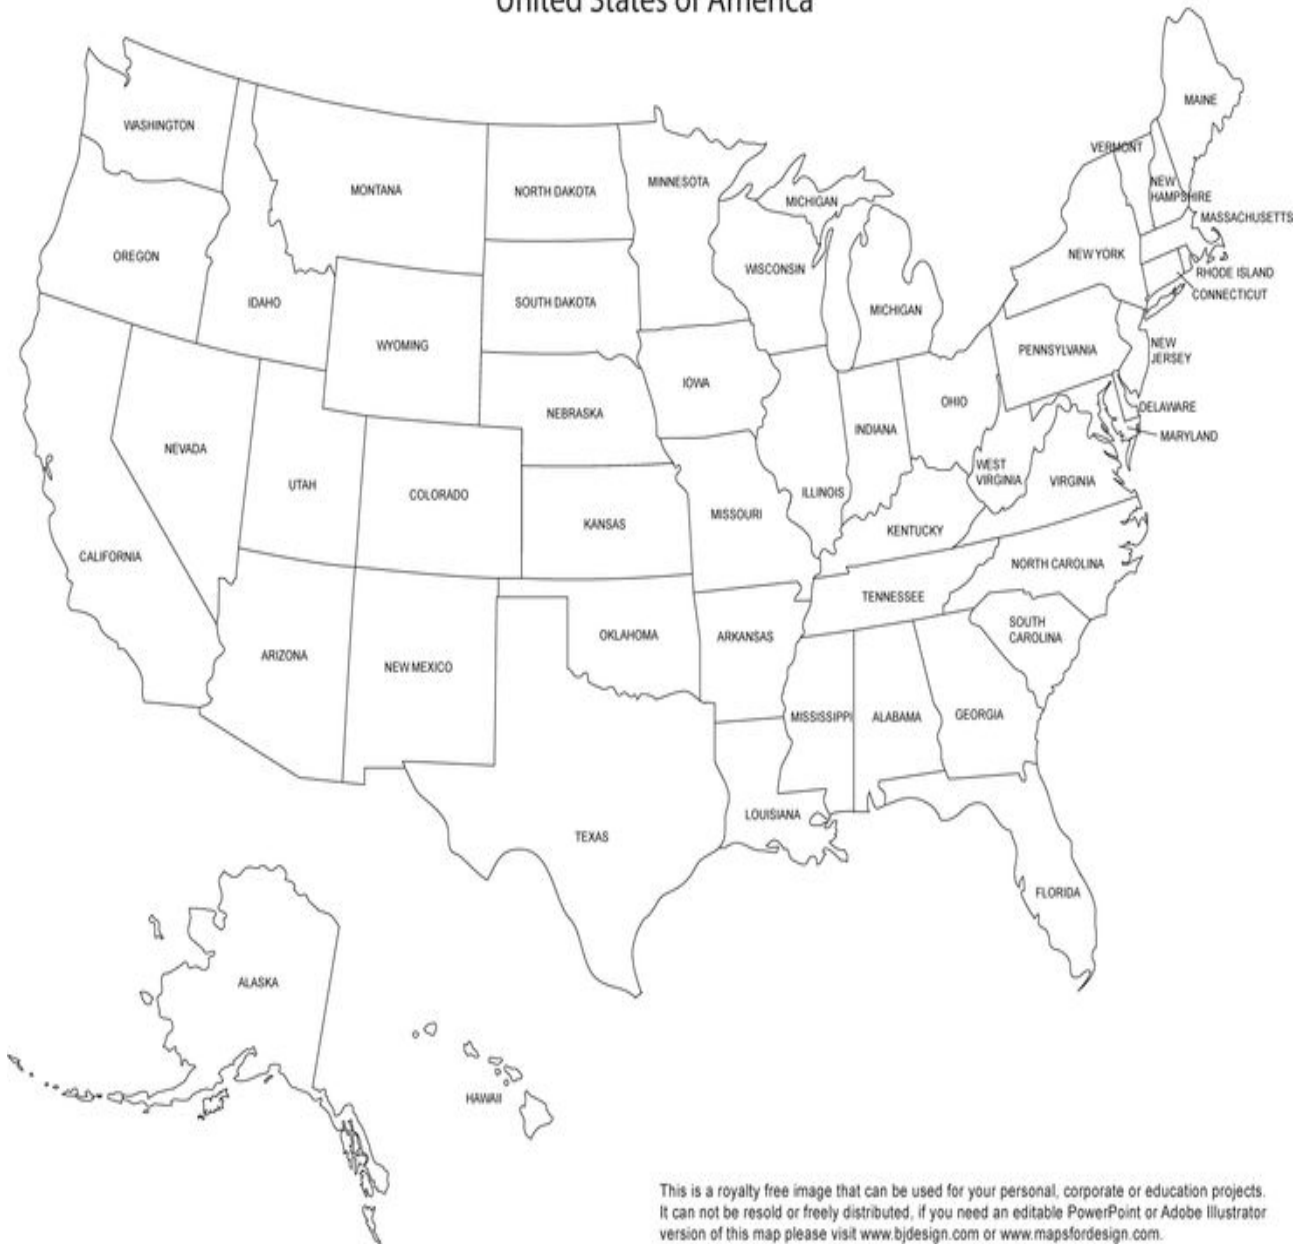 United States of America
MAINE
WASHINGTON
VERMONT
MONTANA
NORTH DAKOTA
MINNESOTA
NEW
HAMPSHIRE
MICHIGAN
MASSACHUSETTS
OREGON
NEW YORK
WISCONSIN
RHODE ISLAND
IDAHO
SOUTH DAKOTA
CONNECTICUT
MICHIGAN
WYOMING
PENNSYLVANIA
NEW
JERSEY
IOWA
NEBRASKA
OHIO
DELAWARE
INDIANA
MARYLAND
NEVADA
WEST
VIRGINIA
UTAH
COLORADO
ILLINOIS
VIRGINIA
MISSOURI
KANSAS
KENTUCKY
CALIFORNIA
NORTH CAROLINA
TENNESSEE
SOUTH
CAROLINA
OKLAHOMA
ARKANSAS
ARIZONA
NEW MEXICO
MISSISSIPPI
ALABAMA
GEORGIA
LOUISIANA
TEXAS
FLORIDA
ALASKA
HAWAII
This is a royalty free image that can be used for your personal, corporate or education projects.
It can not be resold or freely distributed, if you need an editable PowerPoint or Adobe Illustrator
version of this map please visit www.bjdesign.com or www.mapsfordesign.com.